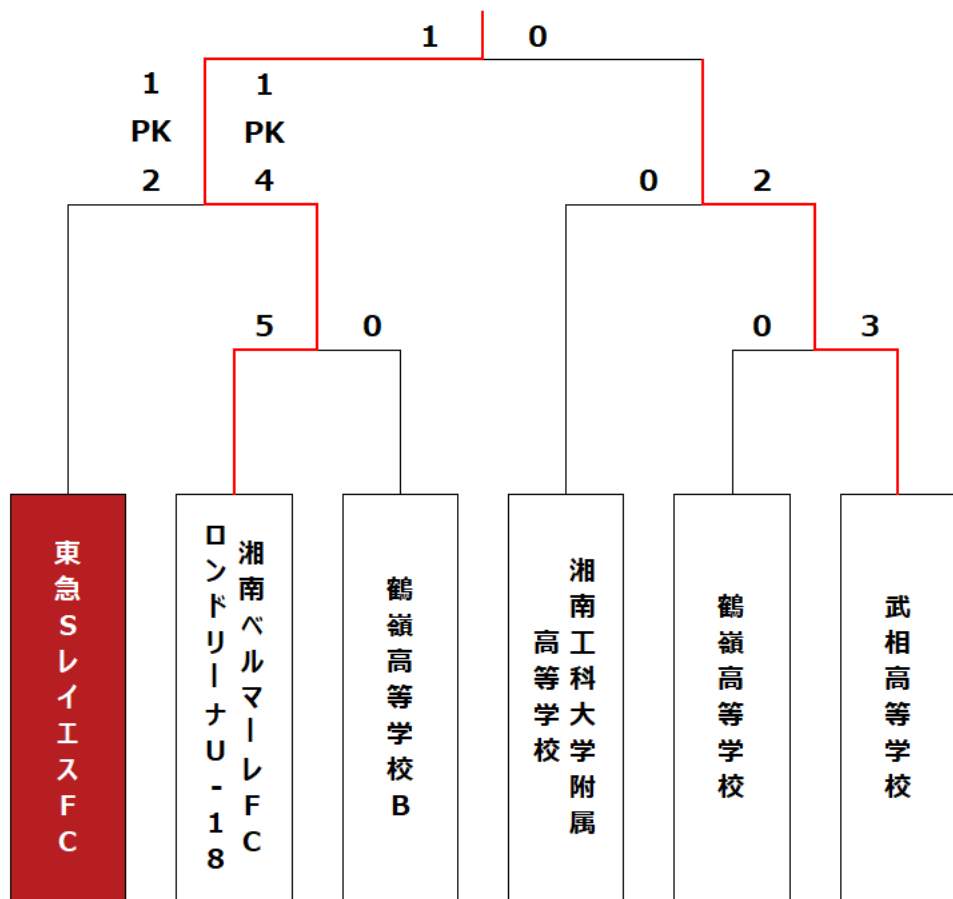 1 0
1 1
PK PK
2 4 0 2
5 0 0 3
東急SレイエスFC
湘南ベルマーレFC
ロンドリーナU-18
鶴嶺高等学校B
湘南工科大学附属
高等学校
鶴嶺高等学校
武相高等学校